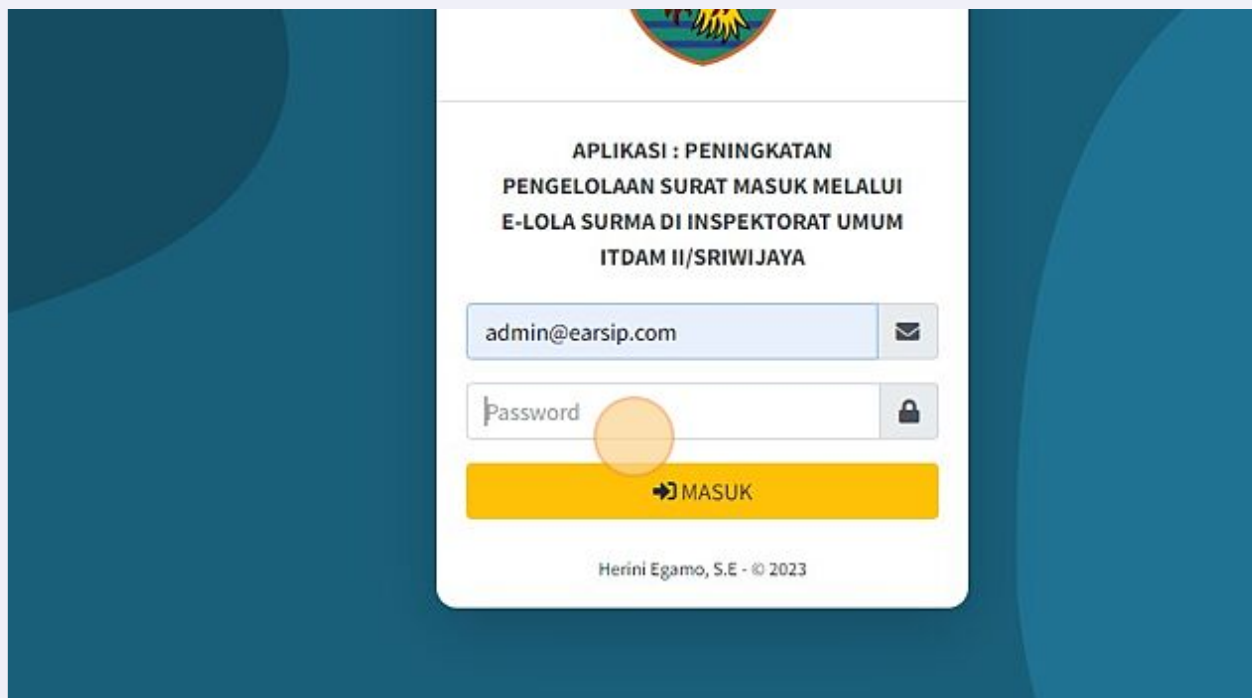 APLIKASI : PENINGKATAN
PENGELOLAAN SURAT MASUK MELALUI
E-LOLA SURMA DI INSPEKTORAT UMUM
ITDAM II/SRIWIJAYA
admin@earsip.com
Password
MASUK
Herini Egamo, S.E - © 2023